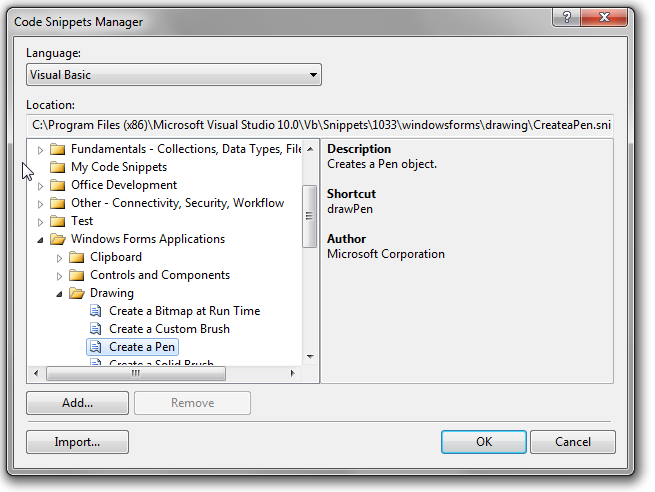 Code Snippets Manager
Language:
Visual Basic
Location:
C:\Program Files (x86)\Microsoft Visual Studio 10.0\Vb\Snippets\1033\windowsforms\drawing\CreateaPen.sni
Fundamentals - Collections, Data Types, File
My Code Snippets
Office Development
Other - Connectivity, Security, Workflow
Test
Windows Forms Applications
Clipboard
Controls and Components
Drawing
Create a Bitmap at Run Time
Create a Custom Brush
Create a Pen
Create a Solid Brush
Description
Creates a Pen object.
Shortcut
drawPen
Author
Microsoft Corporation
Add...
Remove
Import...
OK
Cancel